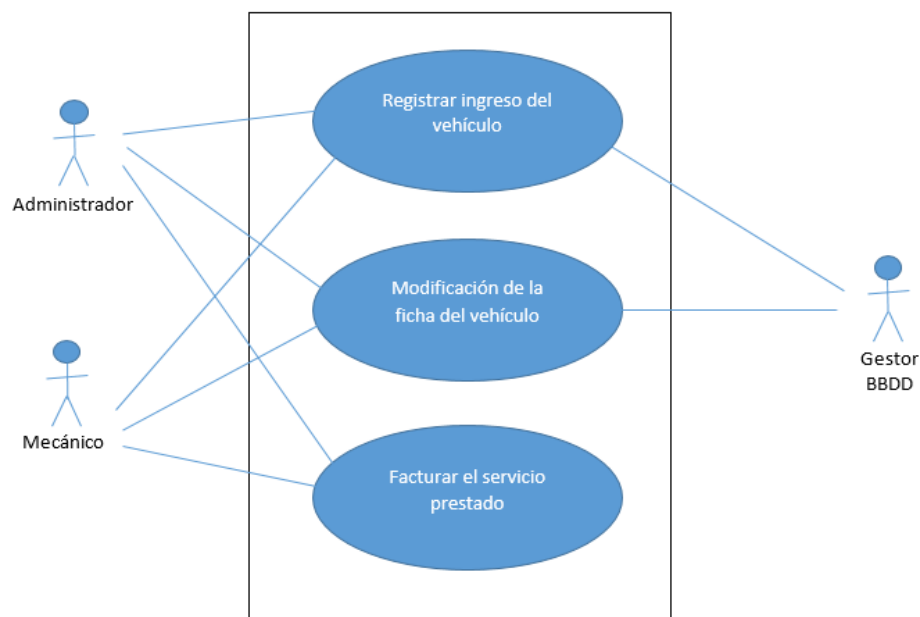 Registrar ingreso del
vehículo
Administrador
Modificación de la
ficha del vehículo
Gestor
BBDD
Mecánico
Facturar el servicio
prestado